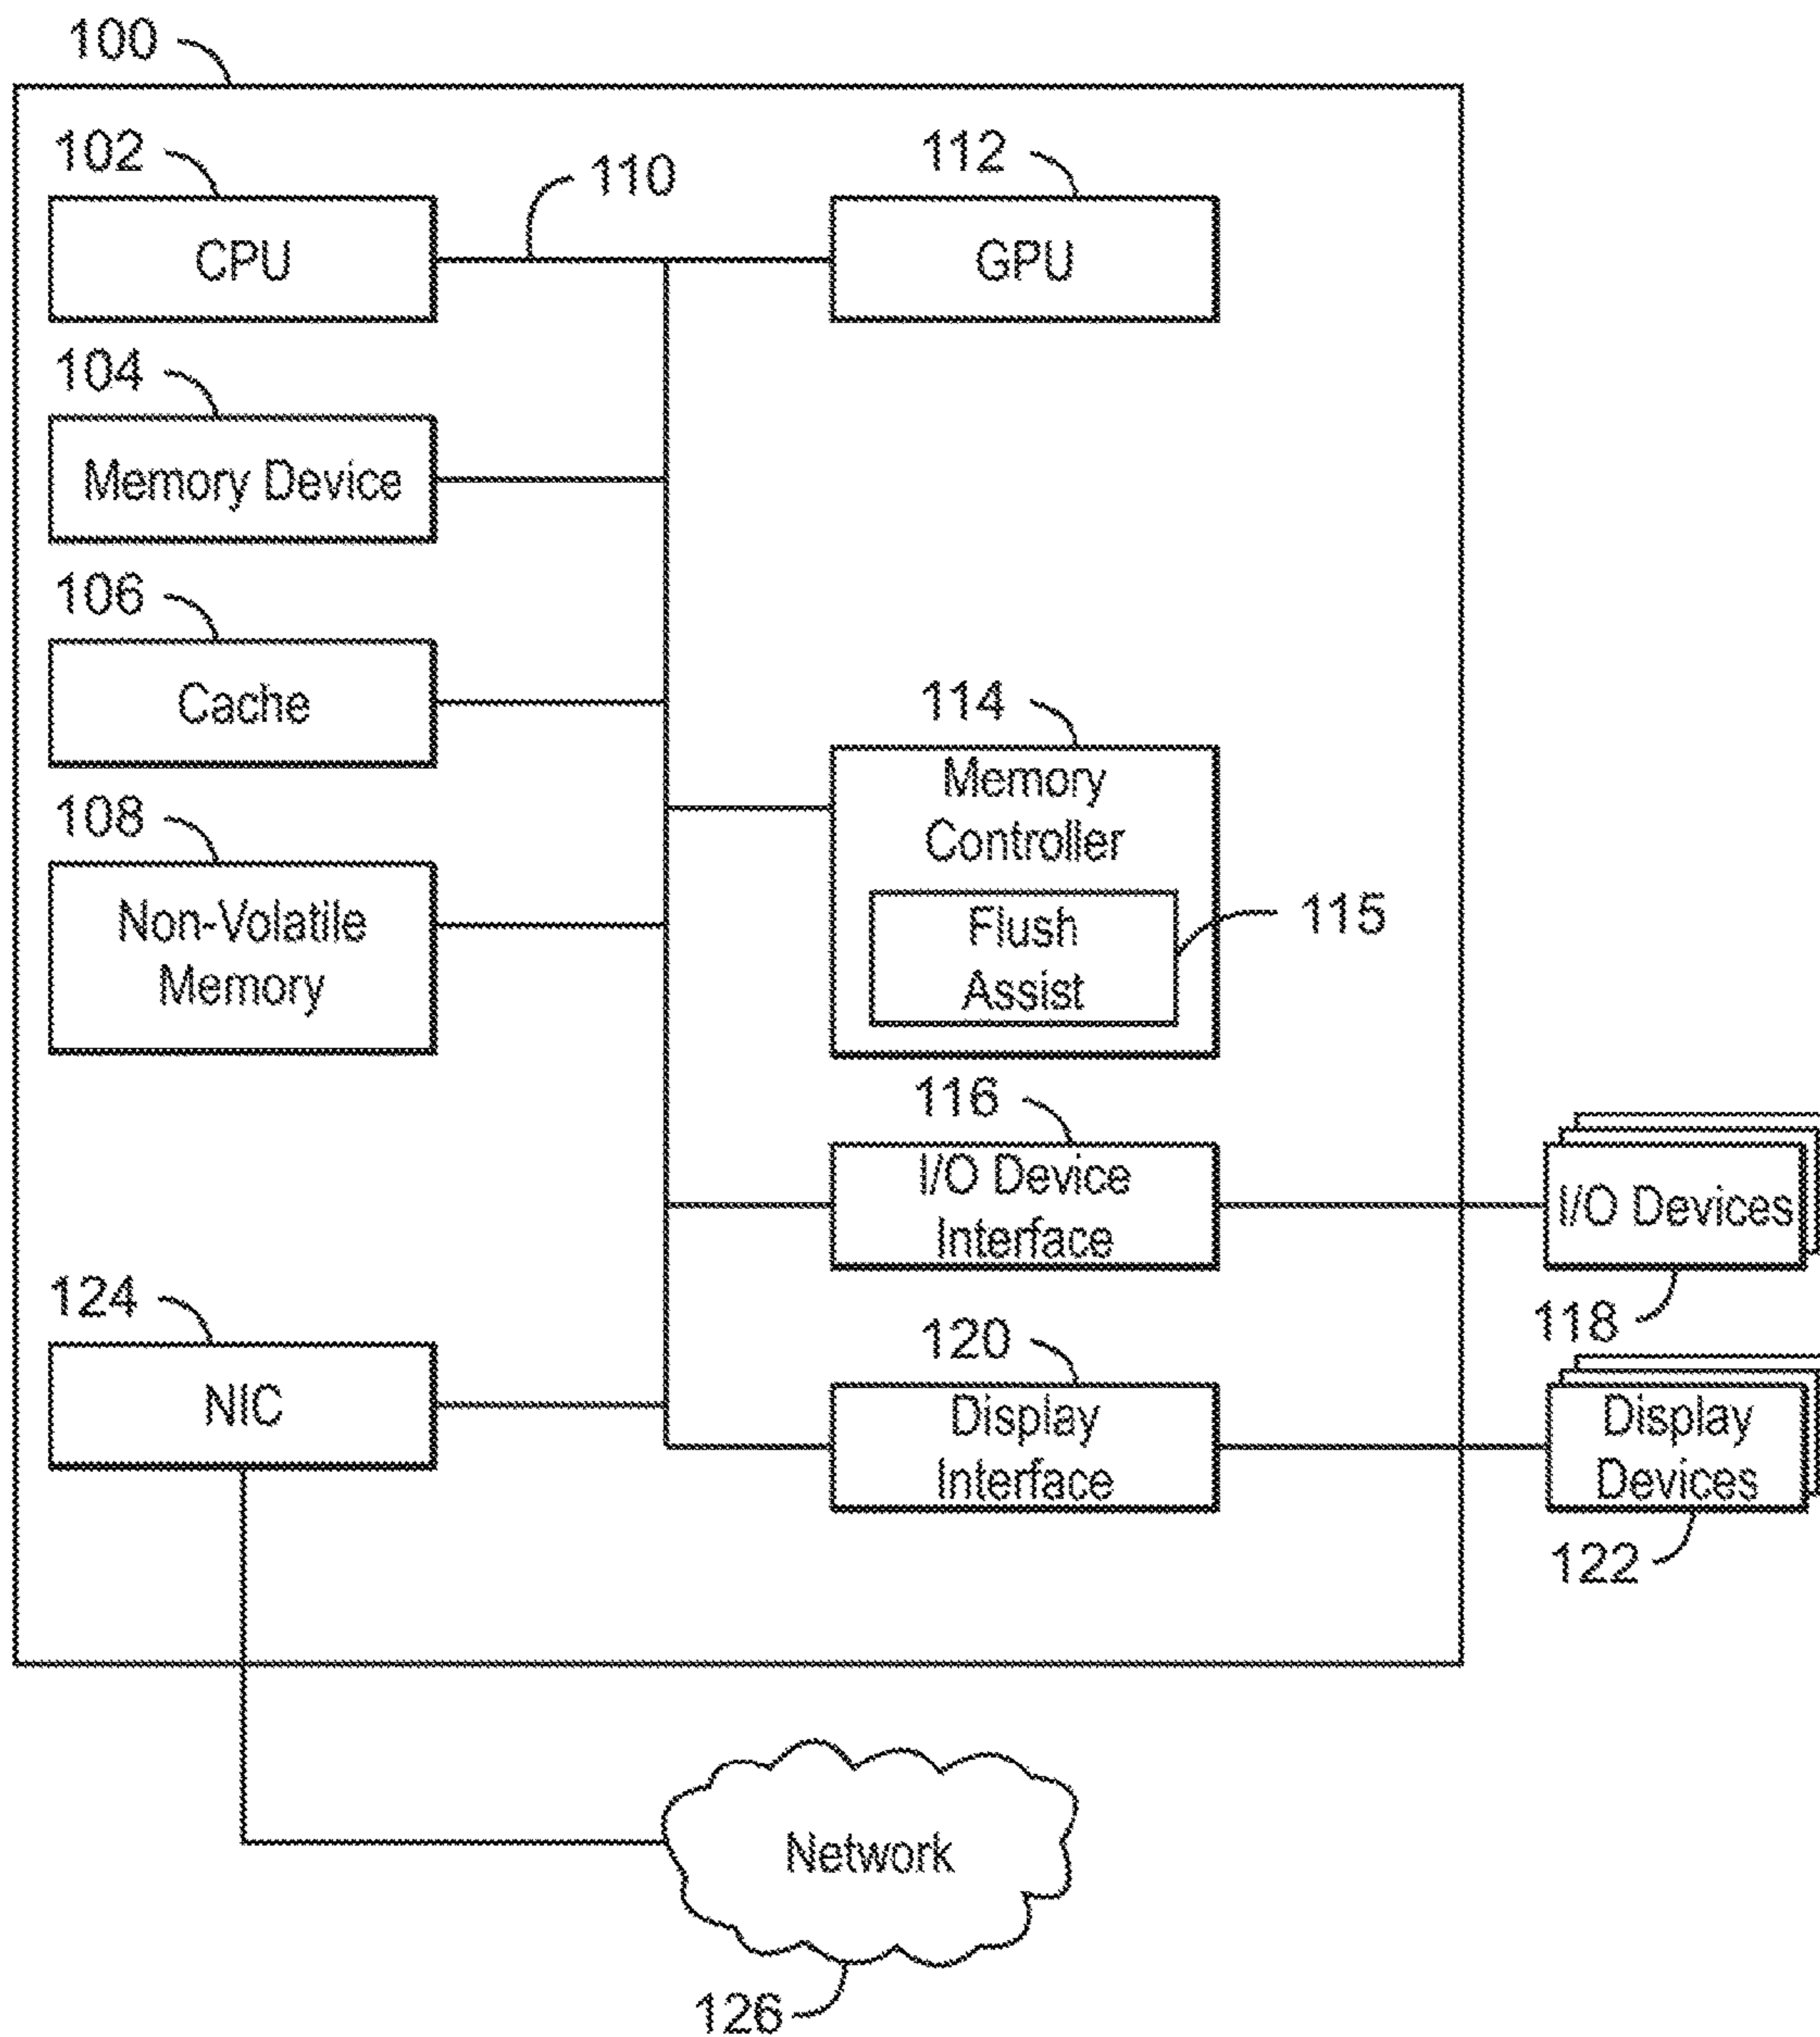 100
102
110
112
CPU
GPU
104
Memory Device
106
Cache
114
Memory
Controller
108
Non-Volatile
Memory
Flush
Assist
115
116
I/O Device
Interface
I/O Devices
118
124
NIC
120
Display
Interface
Display
Devices
122
Network
126